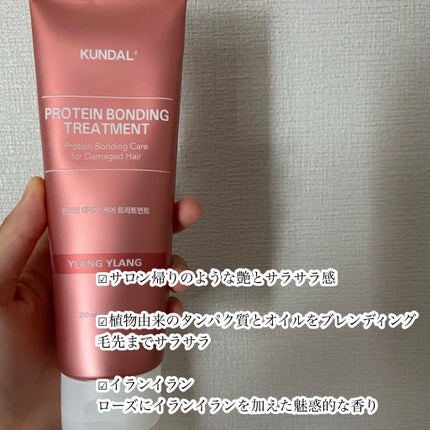 KUNDAL
PROTEIN BONDING
TREATMENT
Protein Bonding Care
for Damaged Hair
YLANG YLANG
☑サロン帰りのような艶とサラサラ感
☑植物由来のタンパク質とオイルをブレンディング
毛先までサラサラ
☑イランイラン
ローズにイランイランを加えた魅惑的な香り